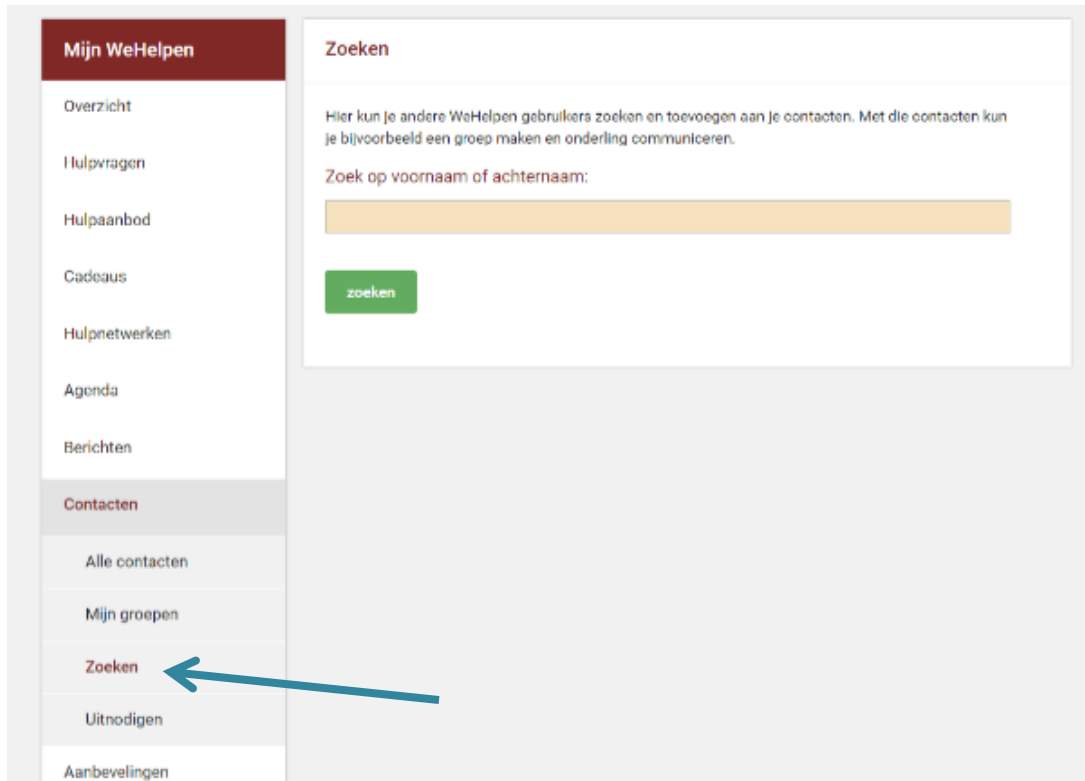 Mijn WeHelpen
Overzicht
Hulpvragen
Hulpaanbod
Cadeaus
Hulpnetwerken
Agenda
Berichten
Contacten
Alle contacten
Mijn groepen
Zoeken
Uitnodigen
Aanbevelingen
Zoeken
Hier kun je andere WeHelpen gebruikers zoeken en toevoegen aan je contacten. Met die contacten kun
je bijvoorbeeld een groep maken en onderling communiceren.
Zoek op voornaam of achternaam:
zoeken